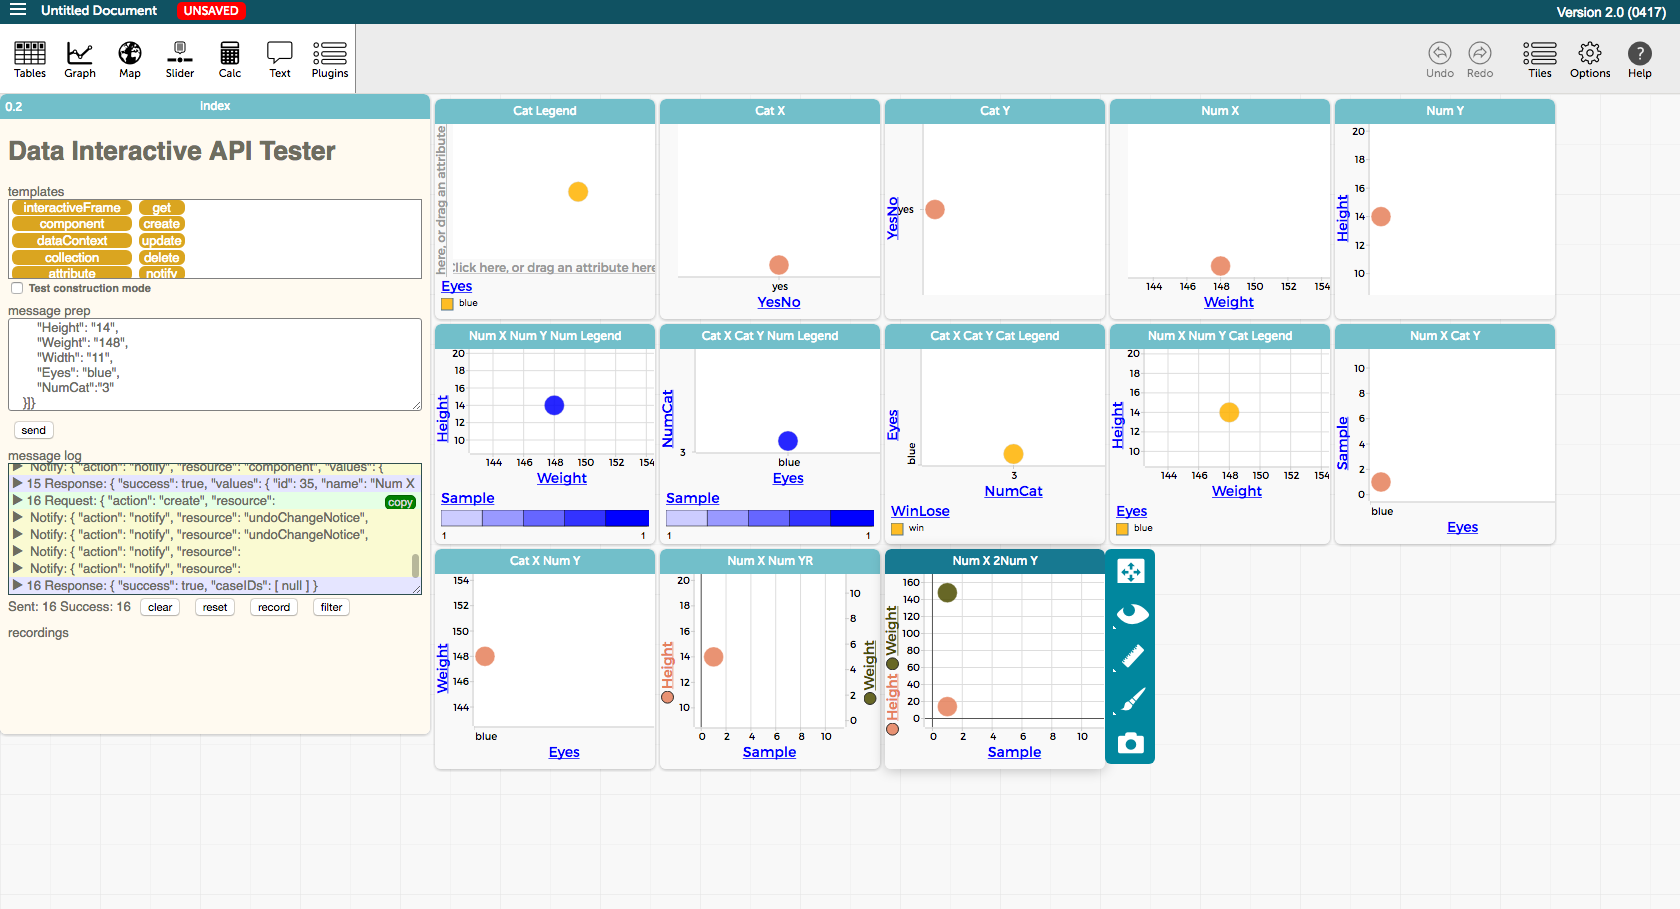 Untitled Document UNSAVED Version 2.0 (0417)
Tables Graph Map Slider Calc Text Plugins Undo Redo Tiles Options ? Help
0.2 Index
Data Interactive API Tester
templates
interactiveFrame get
component create
dataContext update
collection delete
attribute notify
Test construction mode
message prep
"Height": "14",
"Weight": "148",
"Width": "11",
"Eyes": "blue",
"NumCat":"3"
}]}
send
message log
Notify: { "action": "notify", "resource": "component", "values": {
15 Response: { "success": true, "values": { "id": 35, "name": "Num X
16 Request: { "action": "create", "resource": copy
Notify: { "action": "notify", "resource": "undoChangeNotice",
Notify: { "action": "notify", "resource": "undoChangeNotice",
Notify: { "action": "notify", "resource":
Notify: { "action": "notify", "resource":
16 Response: { "success": true, "caseIDs": [ null ] }
Sent: 16 Success: 16 clear reset record filter
recordings
Cat Legend
here, or drag an attribute
Click here, or drag an attribute here
Eyes
blue
Cat X
yes
YesNo
Cat Y
YesNo
yes
Num X
144 146 148 150 152 154
Weight
Num Y
Height
20
18
16
14
12
10
Num X Num Y Num Legend
Height
20
18
16
14
12
10
144 146 148 150 152 154
Weight
Sample
1 1
Cat X Cat Y Num Legend
NumCat
3
blue
Eyes
Sample
1 1
Cat X Cat Y Cat Legend
Eyes
blue
3
NumCat
WinLose
win
Num X Num Y Cat Legend
Height
20
18
16
14
12
10
144 146 148 150 152 154
Weight
Eyes
blue
Num X Cat Y
Sample
10
8
6
4
2
0
blue
Eyes
Cat X Num Y
Weight
154
152
150
148
146
144
blue
Eyes
Num X Num YR
Height
20
18
16
14
12
10
10
8
6
4
2
0
Weight
0 2 4 6 8 10
Sample
Num X 2Num Y
Height Weight
160
140
120
100
80
60
40
20
0
0 2 4 6 8 10
Sample